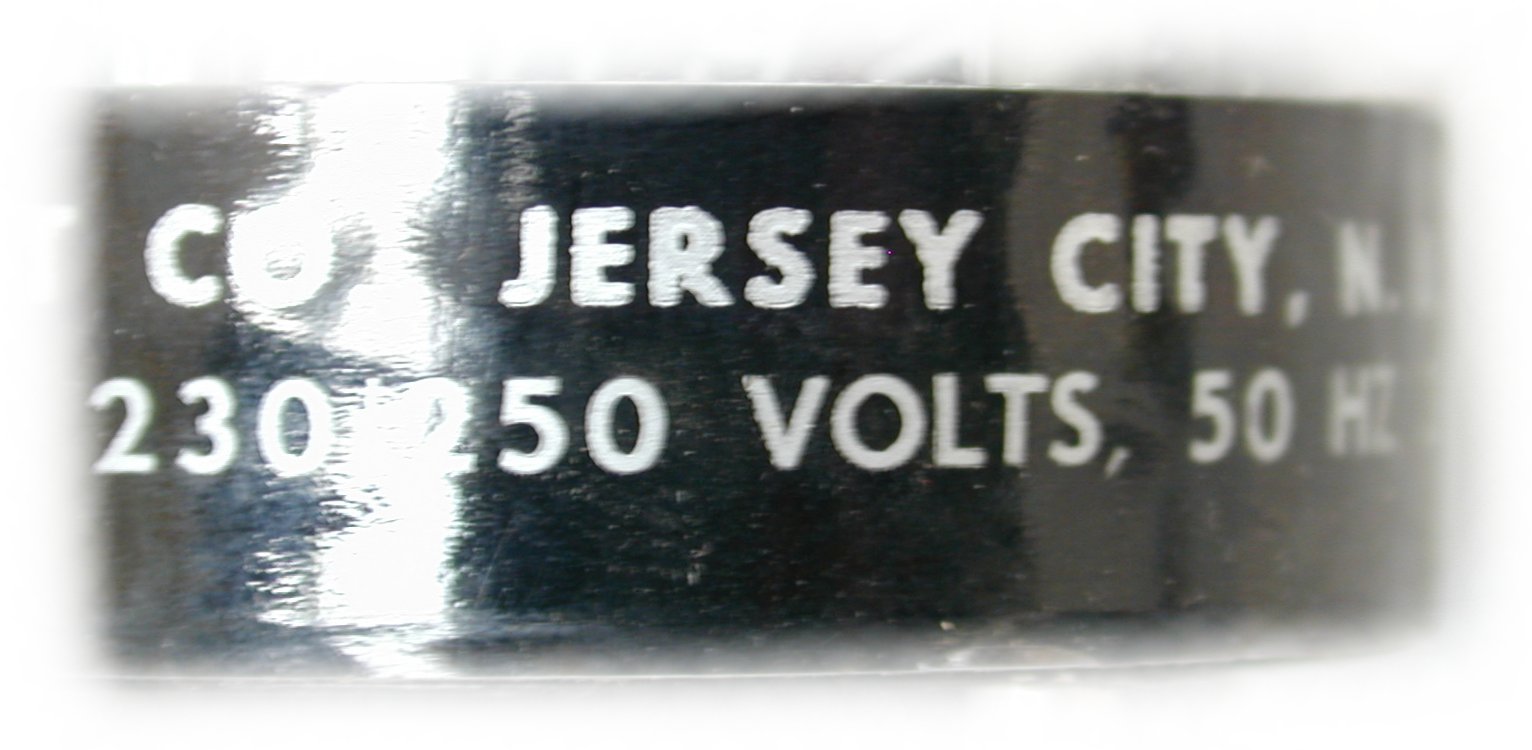 CO., JERSEY CITY, N.
230/250 VOLTS, 50 HZ